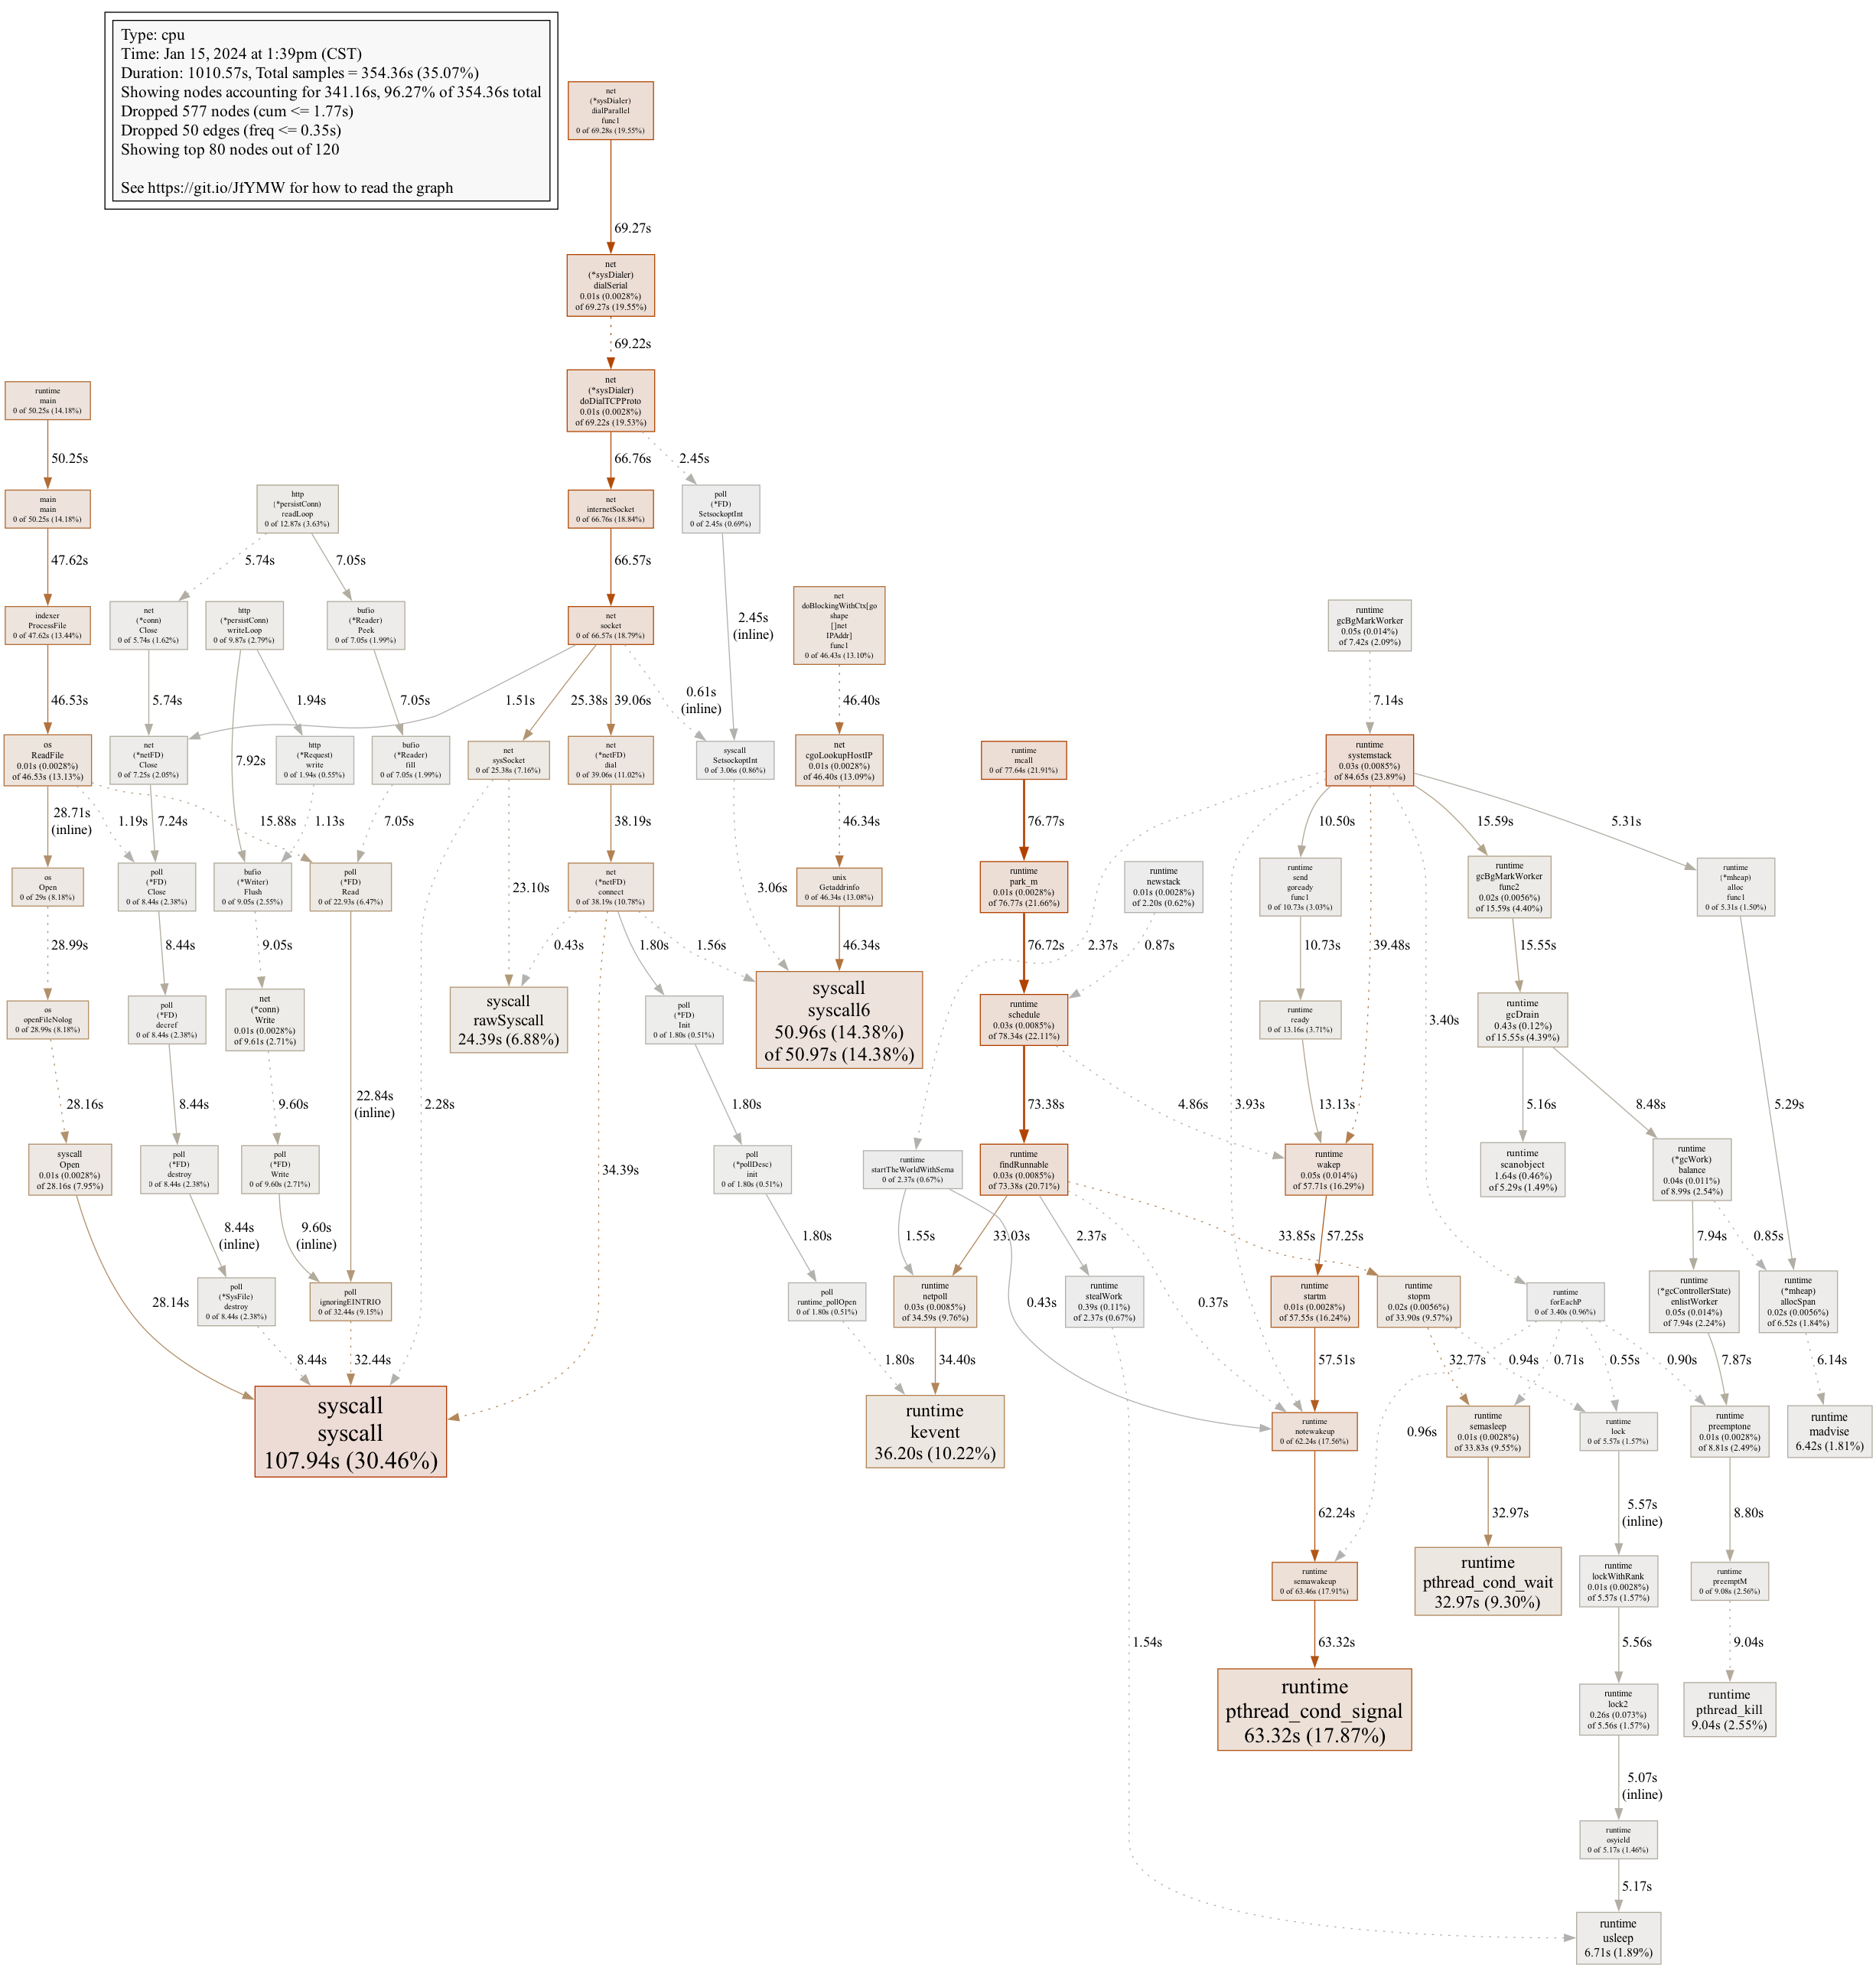 Type: cpu
Time: Jan 15, 2024 at 1:39pm (CST)
Duration: 1010.57s, Total samples = 354.36s (35.07%)
Showing nodes accounting for 341.16s, 96.27% of 354.36s total
Dropped 577 nodes (cum <= 1.77s)
Dropped 50 edges (freq <= 0.35s)
Showing top 80 nodes out of 120
See https://git.io/JfYMW for how to read the graph
net
(*sysDialer)
dialParallel
func1
0 of 69.28s (19.55%)
69.27s
net
(*sysDialer)
dialSerial
0.01s (0.0028%)
of 69.27s (19.55%)
69.22s
net
(*sysDialer)
doDialTCPProto
0.01s (0.0028%)
of 69.22s (19.53%)
runtime
main
0 of 50.25s (14.18%)
50.25s
66.76s
2.45s
main
main
0 of 50.25s (14.18%)
http
(*persistConn)
readLoop
0 of 12.87s (3.63%)
net
internetSocket
0 of 66.76s (18.84%)
poll
(*FD)
SetsockoptInt
0 of 2.45s (0.69%)
47.62s
5.74s
7.05s
66.57s
indexer
ProcessFile
0 of 47.62s (13.44%)
net
(*conn)
Close
0 of 5.74s (1.62%)
http
(*persistConn)
writeLoop
0 of 9.87s (2.79%)
bufio
(*Reader)
Peek
0 of 7.05s (1.99%)
net
socket
0 of 66.57s (18.79%)
2.45s
(inline)
net
doBlockingWithCtx[go
shape
[]net
IPAddr]
func1
0 of 46.43s (13.10%)
runtime
gcBgMarkWorker
0.05s (0.014%)
of 7.42s (2.09%)
46.53s
5.74s
1.94s
7.05s
1.51s
25.38s
39.06s
0.61s
(inline)
46.40s
7.14s
os
ReadFile
0.01s (0.0028%)
of 46.53s (13.13%)
net
(*netFD)
Close
0 of 7.25s (2.05%)
7.92s
http
(*Request)
write
0 of 1.94s (0.55%)
bufio
(*Reader)
fill
0 of 7.05s (1.99%)
net
sysSocket
0 of 25.38s (7.16%)
net
(*netFD)
dial
0 of 39.06s (11.02%)
syscall
SetsockoptInt
0 of 3.06s (0.86%)
net
cgoLookupHostIP
0.01s (0.0028%)
of 46.40s (13.09%)
runtime
mcall
0 of 77.64s (21.91%)
runtime
systemstack
0.03s (0.0085%)
of 84.65s (23.89%)
28.71s
(inline)
1.19s
7.24s
15.88s
1.13s
7.05s
38.19s
46.34s
76.77s
10.50s
15.59s
5.31s
os
Open
0 of 29s (8.18%)
poll
(*FD)
Close
0 of 8.44s (2.38%)
bufio
(*Writer)
Flush
0 of 9.05s (2.55%)
poll
(*FD)
Read
0 of 22.93s (6.47%)
23.10s
net
(*netFD)
connect
0 of 38.19s (10.78%)
3.06s
unix
Getaddrinfo
0 of 46.34s (13.08%)
runtime
park_m
0.01s (0.0028%)
of 76.77s (21.66%)
runtime
newstack
0.01s (0.0028%)
of 2.20s (0.62%)
runtime
send
goready
func1
0 of 10.73s (3.03%)
runtime
gcBgMarkWorker
func2
0.02s (0.0056%)
of 15.59s (4.40%)
runtime
(*mheap)
alloc
func1
0 of 5.31s (1.50%)
28.99s
8.44s
9.05s
0.43s
1.80s
1.56s
46.34s
76.72s
2.37s
0.87s
10.73s
39.48s
15.55s
os
openFileNolog
0 of 28.99s (8.18%)
poll
(*FD)
decref
0 of 8.44s (2.38%)
net
(*conn)
Write
0.01s (0.0028%)
of 9.61s (2.71%)
syscall
rawSyscall
24.39s (6.88%)
poll
(*FD)
Init
0 of 1.80s (0.51%)
syscall
syscall6
50.96s (14.38%)
of 50.97s (14.38%)
runtime
schedule
0.03s (0.0085%)
of 78.34s (22.11%)
runtime
ready
0 of 13.16s (3.71%)
3.40s
runtime
gcDrain
0.43s (0.12%)
of 15.55s (4.39%)
28.16s
8.44s
9.60s
22.84s
(inline)
2.28s
1.80s
73.38s
4.86s
3.93s
13.13s
5.16s
8.48s
5.29s
syscall
Open
0.01s (0.0028%)
of 28.16s (7.95%)
poll
(*FD)
destroy
0 of 8.44s (2.38%)
poll
(*FD)
Write
0 of 9.60s (2.71%)
34.39s
poll
(*pollDesc)
init
0 of 1.80s (0.51%)
runtime
startTheWorldWithSema
0 of 2.37s (0.67%)
runtime
findRunnable
0.03s (0.0085%)
of 73.38s (20.71%)
runtime
wakep
0.05s (0.014%)
of 57.71s (16.29%)
runtime
scanobject
1.64s (0.46%)
of 5.29s (1.49%)
runtime
(*gcWork)
balance
0.04s (0.011%)
of 8.99s (2.54%)
8.44s
(inline)
9.60s
(inline)
1.80s
1.55s
33.03s
2.37s
33.85s
57.25s
7.94s
0.85s
28.14s
poll
(*SysFile)
destroy
0 of 8.44s (2.38%)
poll
ignoringEINTRIO
0 of 32.44s (9.15%)
poll
runtime_pollOpen
0 of 1.80s (0.51%)
runtime
netpoll
0.03s (0.0085%)
of 34.59s (9.76%)
0.43s
runtime
stealWork
0.39s (0.11%)
of 2.37s (0.67%)
0.37s
runtime
startm
0.01s (0.0028%)
of 57.55s (16.24%)
runtime
stopm
0.02s (0.0056%)
of 33.90s (9.57%)
runtime
forEachP
0 of 3.40s (0.96%)
runtime
(*gcControllerState)
enlistWorker
0.05s (0.014%)
of 7.94s (2.24%)
runtime
(*mheap)
allocSpan
0.02s (0.0056%)
of 6.52s (1.84%)
8.44s
32.44s
1.80s
34.40s
57.51s
32.77s
0.94s
0.71s
0.55s
0.90s
7.87s
6.14s
syscall
syscall
107.94s (30.46%)
runtime
kevent
36.20s (10.22%)
runtime
notewakeup
0 of 62.24s (17.56%)
0.96s
runtime
semasleep
0.01s (0.0028%)
of 33.83s (9.55%)
runtime
lock
0 of 5.57s (1.57%)
runtime
preemptone
0.01s (0.0028%)
of 8.81s (2.49%)
runtime
madvise
6.42s (1.81%)
62.24s
32.97s
5.57s
(inline)
8.80s
runtime
semawakeup
0 of 63.46s (17.91%)
runtime
pthread_cond_wait
32.97s (9.30%)
runtime
lockWithRank
0.01s (0.0028%)
of 5.57s (1.57%)
runtime
preemptM
0 of 9.08s (2.56%)
1.54s
63.32s
5.56s
9.04s
runtime
pthread_cond_signal
63.32s (17.87%)
runtime
lock2
0.26s (0.073%)
of 5.56s (1.57%)
runtime
pthread_kill
9.04s (2.55%)
5.07s
(inline)
runtime
osyield
0 of 5.17s (1.46%)
5.17s
runtime
usleep
6.71s (1.89%)